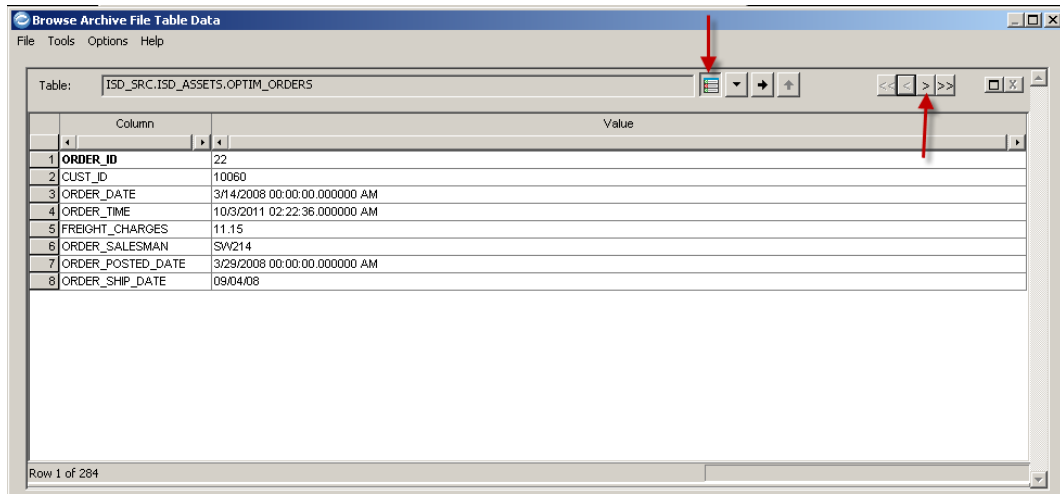 Browse Archive File Table Data
File Tools Options Help
Table: ISD_SRC.ISD_ASSETS.OPTIM_ORDERS << < > >> X
Column Value
1 ORDER_ID 22
2 CUST_ID 10060
3 ORDER_DATE 3/14/2008 00:00:00.000000 AM
4 ORDER_TIME 10/3/2011 02:22:36.000000 AM
5 FREIGHT_CHARGES 11.15
6 ORDER_SALESMAN SW214
7 ORDER_POSTED_DATE 3/29/2008 00:00:00.000000 AM
8 ORDER_SHIP_DATE 09/04/08
Row 1 of 284